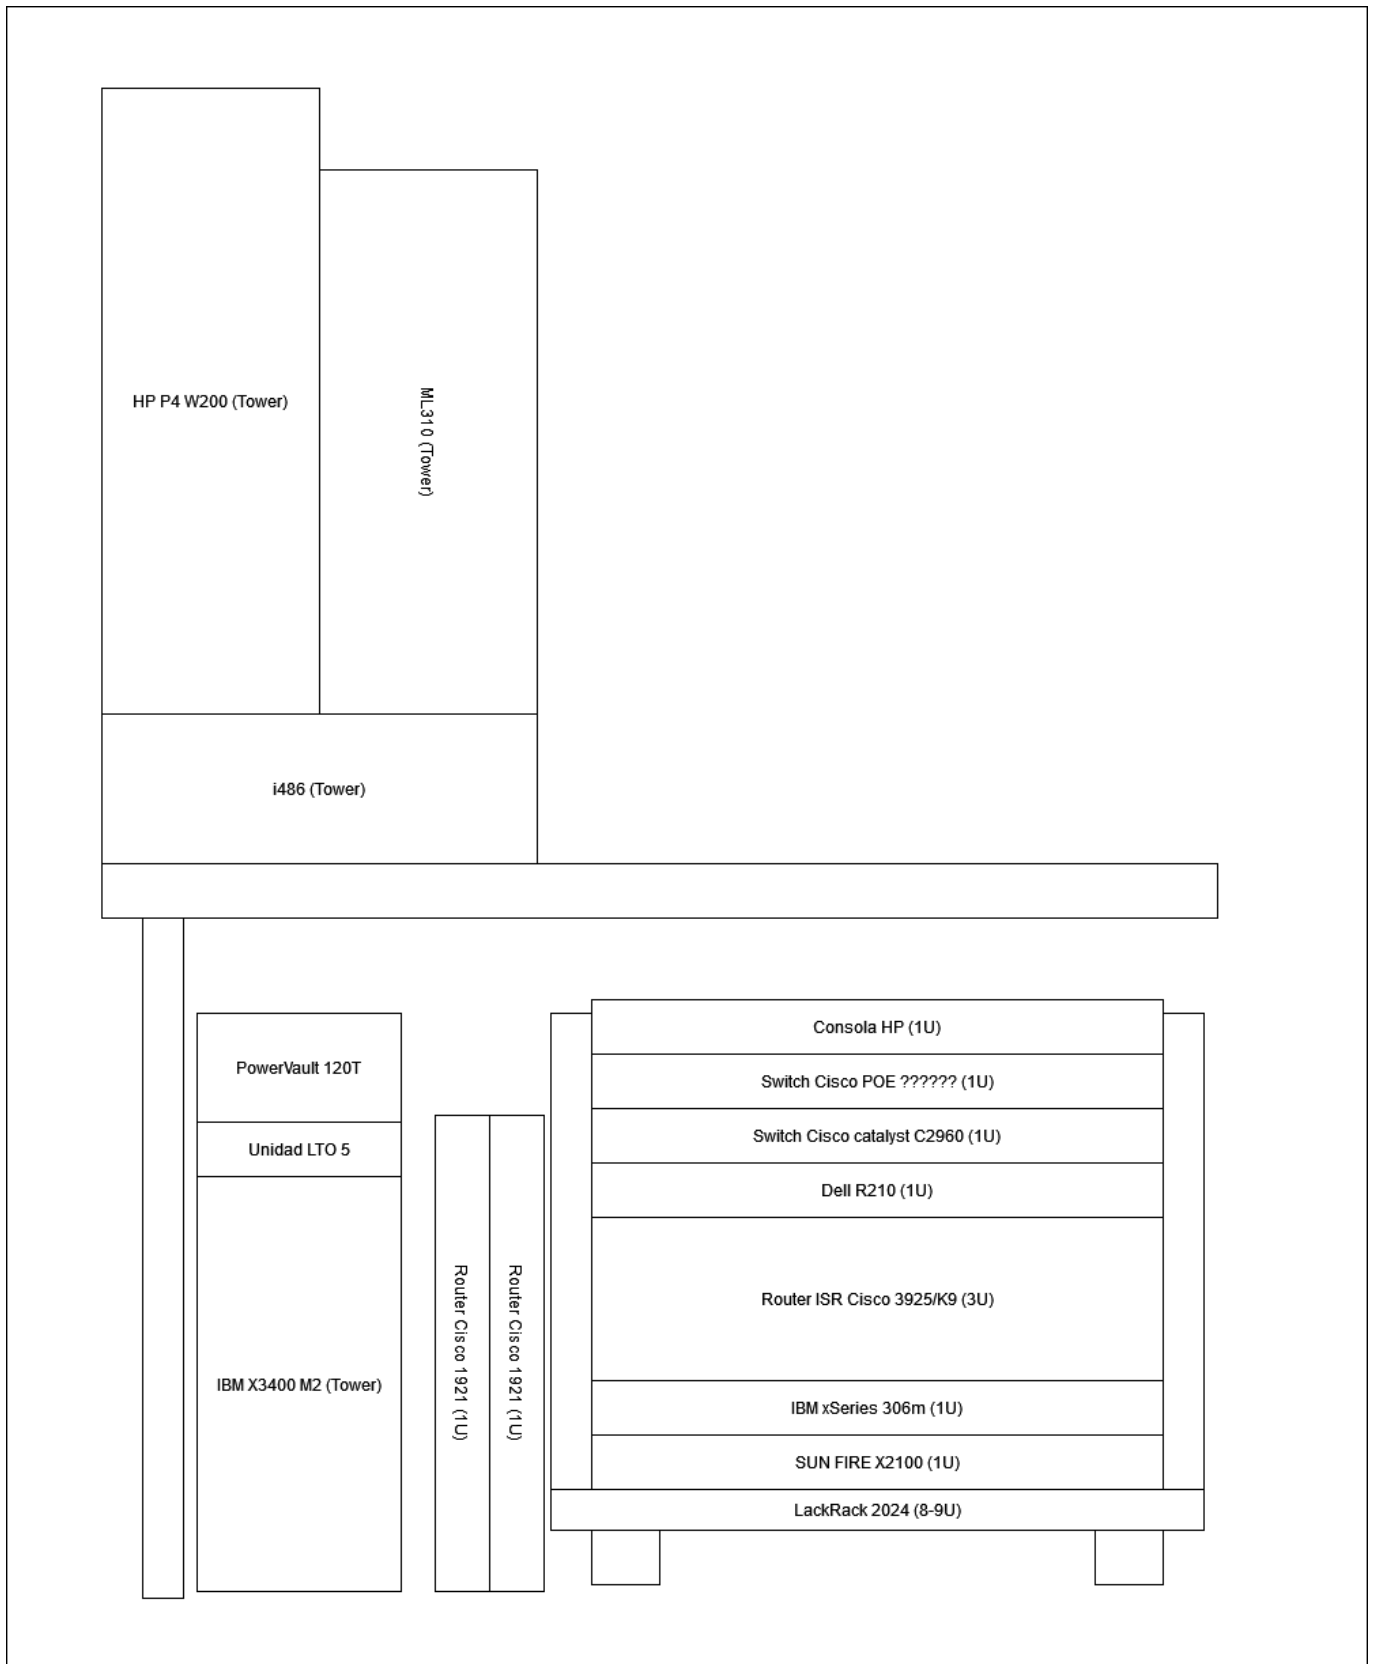 HP P4 W200 (Tower)
ML310 (Tower)
i486 (Tower)
PowerVault 120T
Unidad LTO 5
IBM X3400 M2 (Tower)
Router Cisco 1921 (1U)
Router Cisco 1921 (1U)
Consola HP (1U)
Switch Cisco POE ?????? (1U)
Switch Cisco catalyst C2960 (1U)
Dell R210 (1U)
Router ISR Cisco 3925/K9 (3U)
IBM xSeries 306m (1U)
SUN FIRE X2100 (1U)
LackRack 2024 (8-9U)